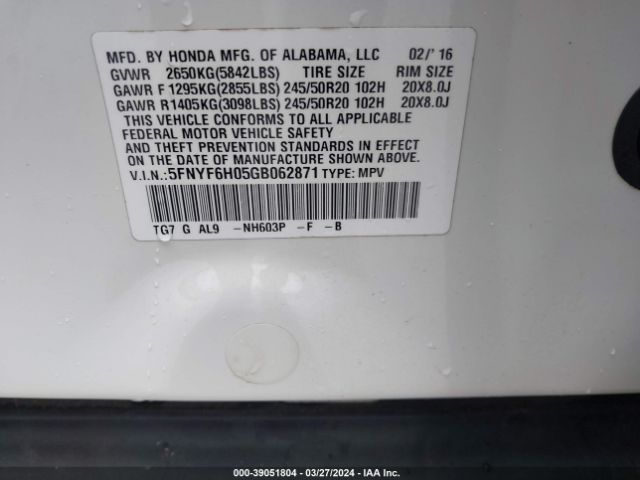 MFD. BY HONDA MFG. OF ALABAMA, LLC 02/' 16
GVWR 2650KG(5842LBS) TIRE SIZE RIM SIZE
GAWR F 1295KG(2855LBS) 245/50R20 102H 20X8.0J
GAWR R 1405KG(3098LBS) 245/50R20 102H 20X8.0J
THIS VEHICLE CONFORMS TO ALL APPLICABLE
FEDERAL MOTOR VEHICLE SAFETY
AND THEFT PREVENTION STANDARDS IN EFFECT
ON THE DATE OF MANUFACTURE SHOWN ABOVE.
V.I.N.:5FNYF6H05GB062871 TYPE: MPV
TG7 G AL9 -NH603P -F -B
000-39051804 | 03/27/2024 - IAA Inc.